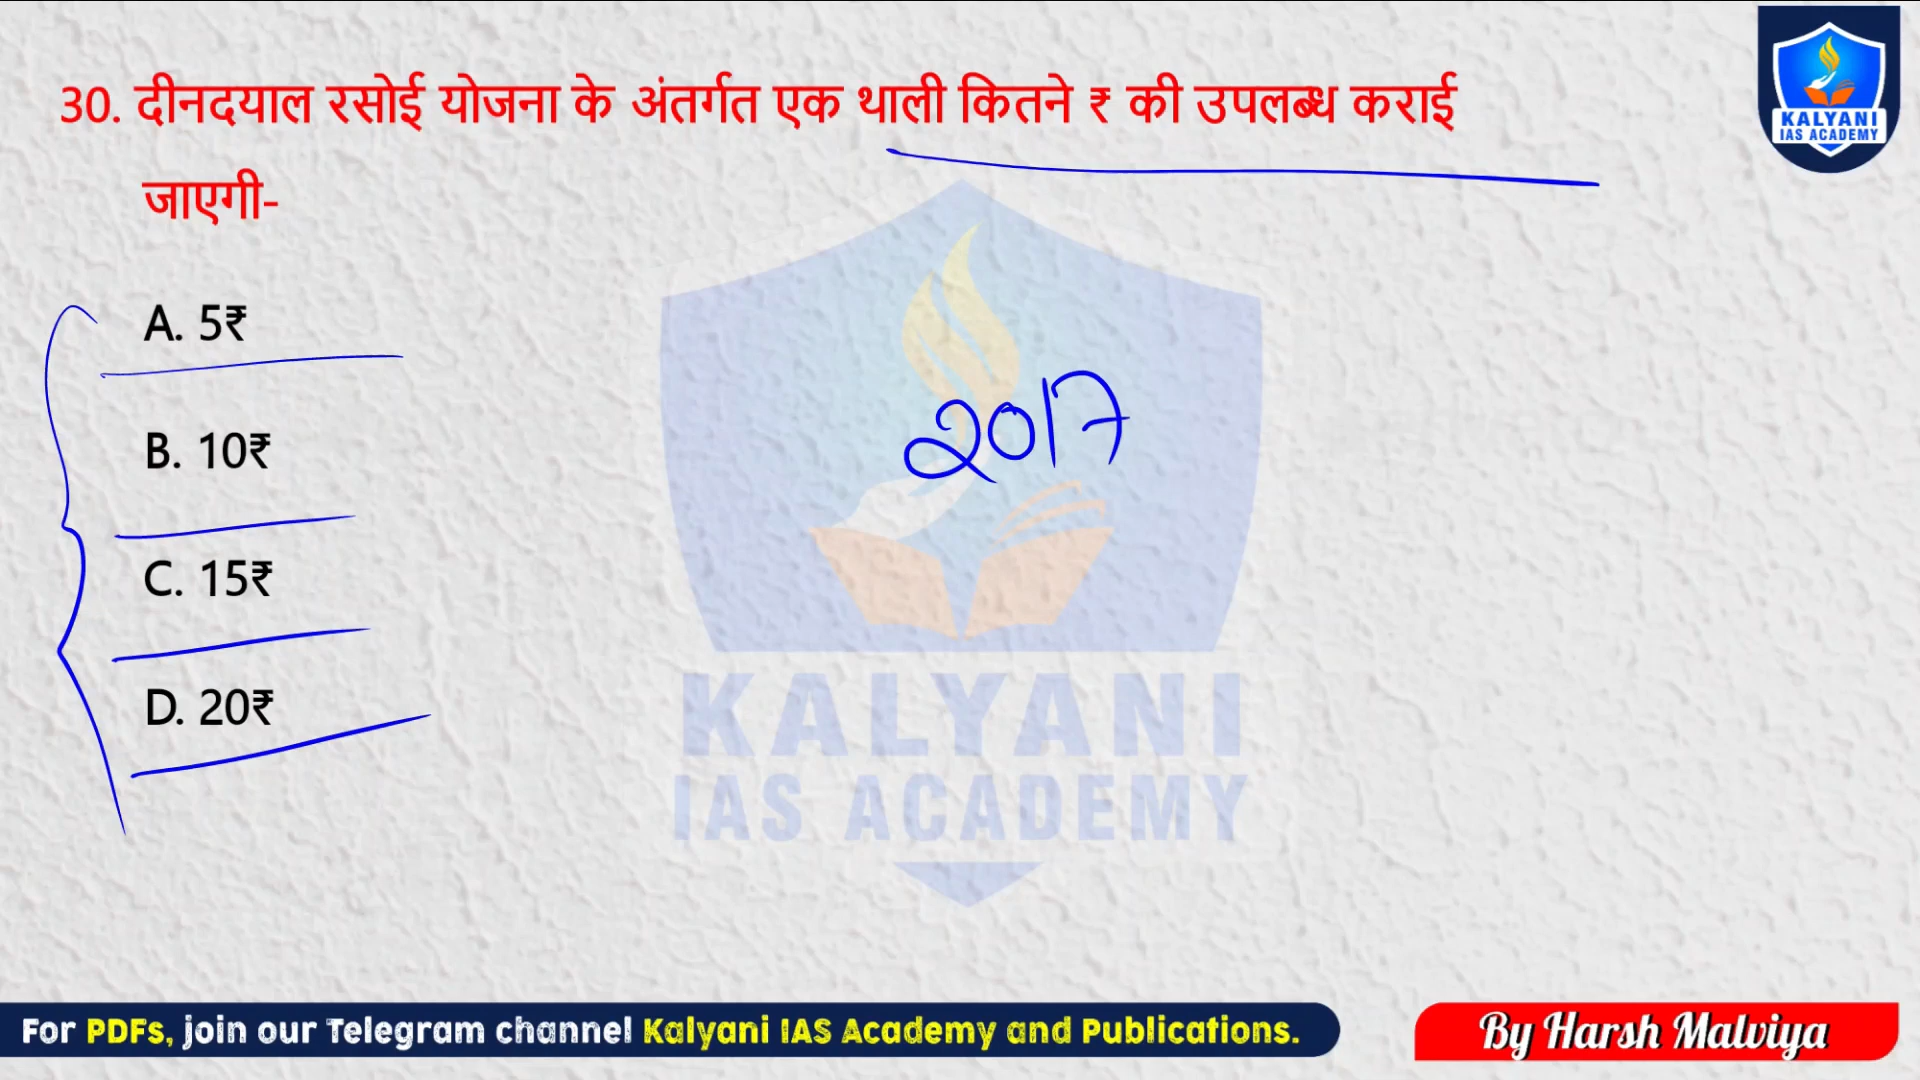 30. दीनदयाल रसोई योजना के अंतर्गत एक थाली कितने ₹ की उपलब्ध कराई
जाएगी-
KALYANI
IAS ACADEMY
A. 5₹
B. 10₹
2017
C. 15₹
D. 20₹
KALYANI
IAS ACADEMY
For PDFs, join our Telegram channel Kalyani IAS Academy and Publications.
By Harsh Malviya